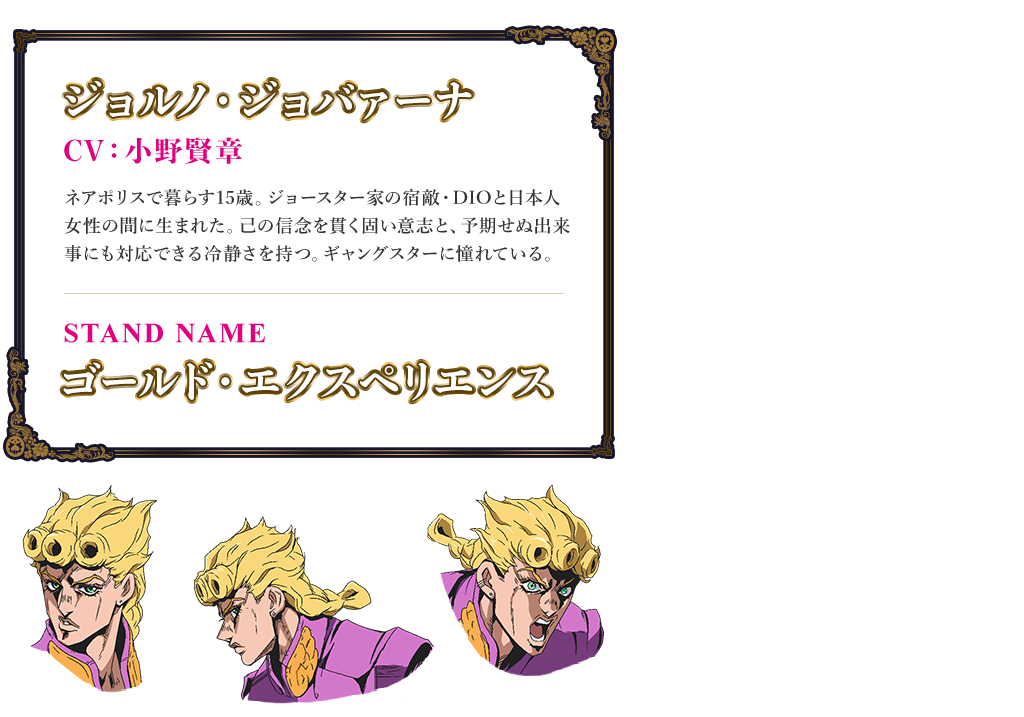 ジョルノ・ジョバァーナ
CV：小野賢章
ネアポリスで暮らす15歳。ジョースター家の宿敵・DIOと日本人
女性の間に生まれた。己の信念を貫く固い意志と、予期せぬ出来
事にも対応できる冷静さを持つ。ギャングスターに憧れている。
STAND NAME
ゴールド・エクスペリエンス